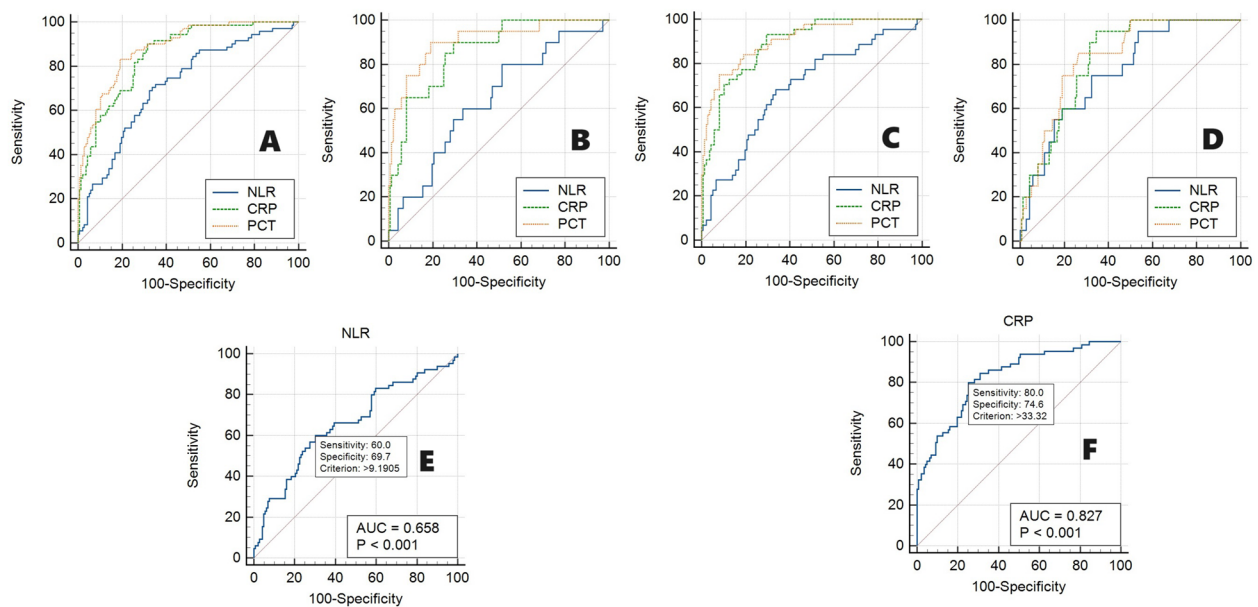 100
80
60
40
20
0
Sensitivity
A
NLR
CRP
PCT
0 20 40 60 80 100
100-Specificity
100
80
60
40
20
0
Sensitivity
B
NLR
CRP
PCT
0 20 40 60 80 100
100-Specificity
100
80
60
40
20
0
Sensitivity
C
NLR
CRP
PCT
0 20 40 60 80 100
100-Specificity
100
80
60
40
20
0
Sensitivity
D
NLR
CRP
PCT
0 20 40 60 80 100
100-Specificity
NLR
100
80
60
40
20
0
Sensitivity
Sensitivity: 60.0
Specificity: 69.7
Criterion: >9.1905
E
AUC = 0.658
P < 0.001
0 20 40 60 80 100
100-Specificity
CRP
100
80
60
40
20
0
Sensitivity
Sensitivity: 80.0
Specificity: 74.6
Criterion: >33.32
F
AUC = 0.827
P < 0.001
0 20 40 60 80 100
100-Specificity